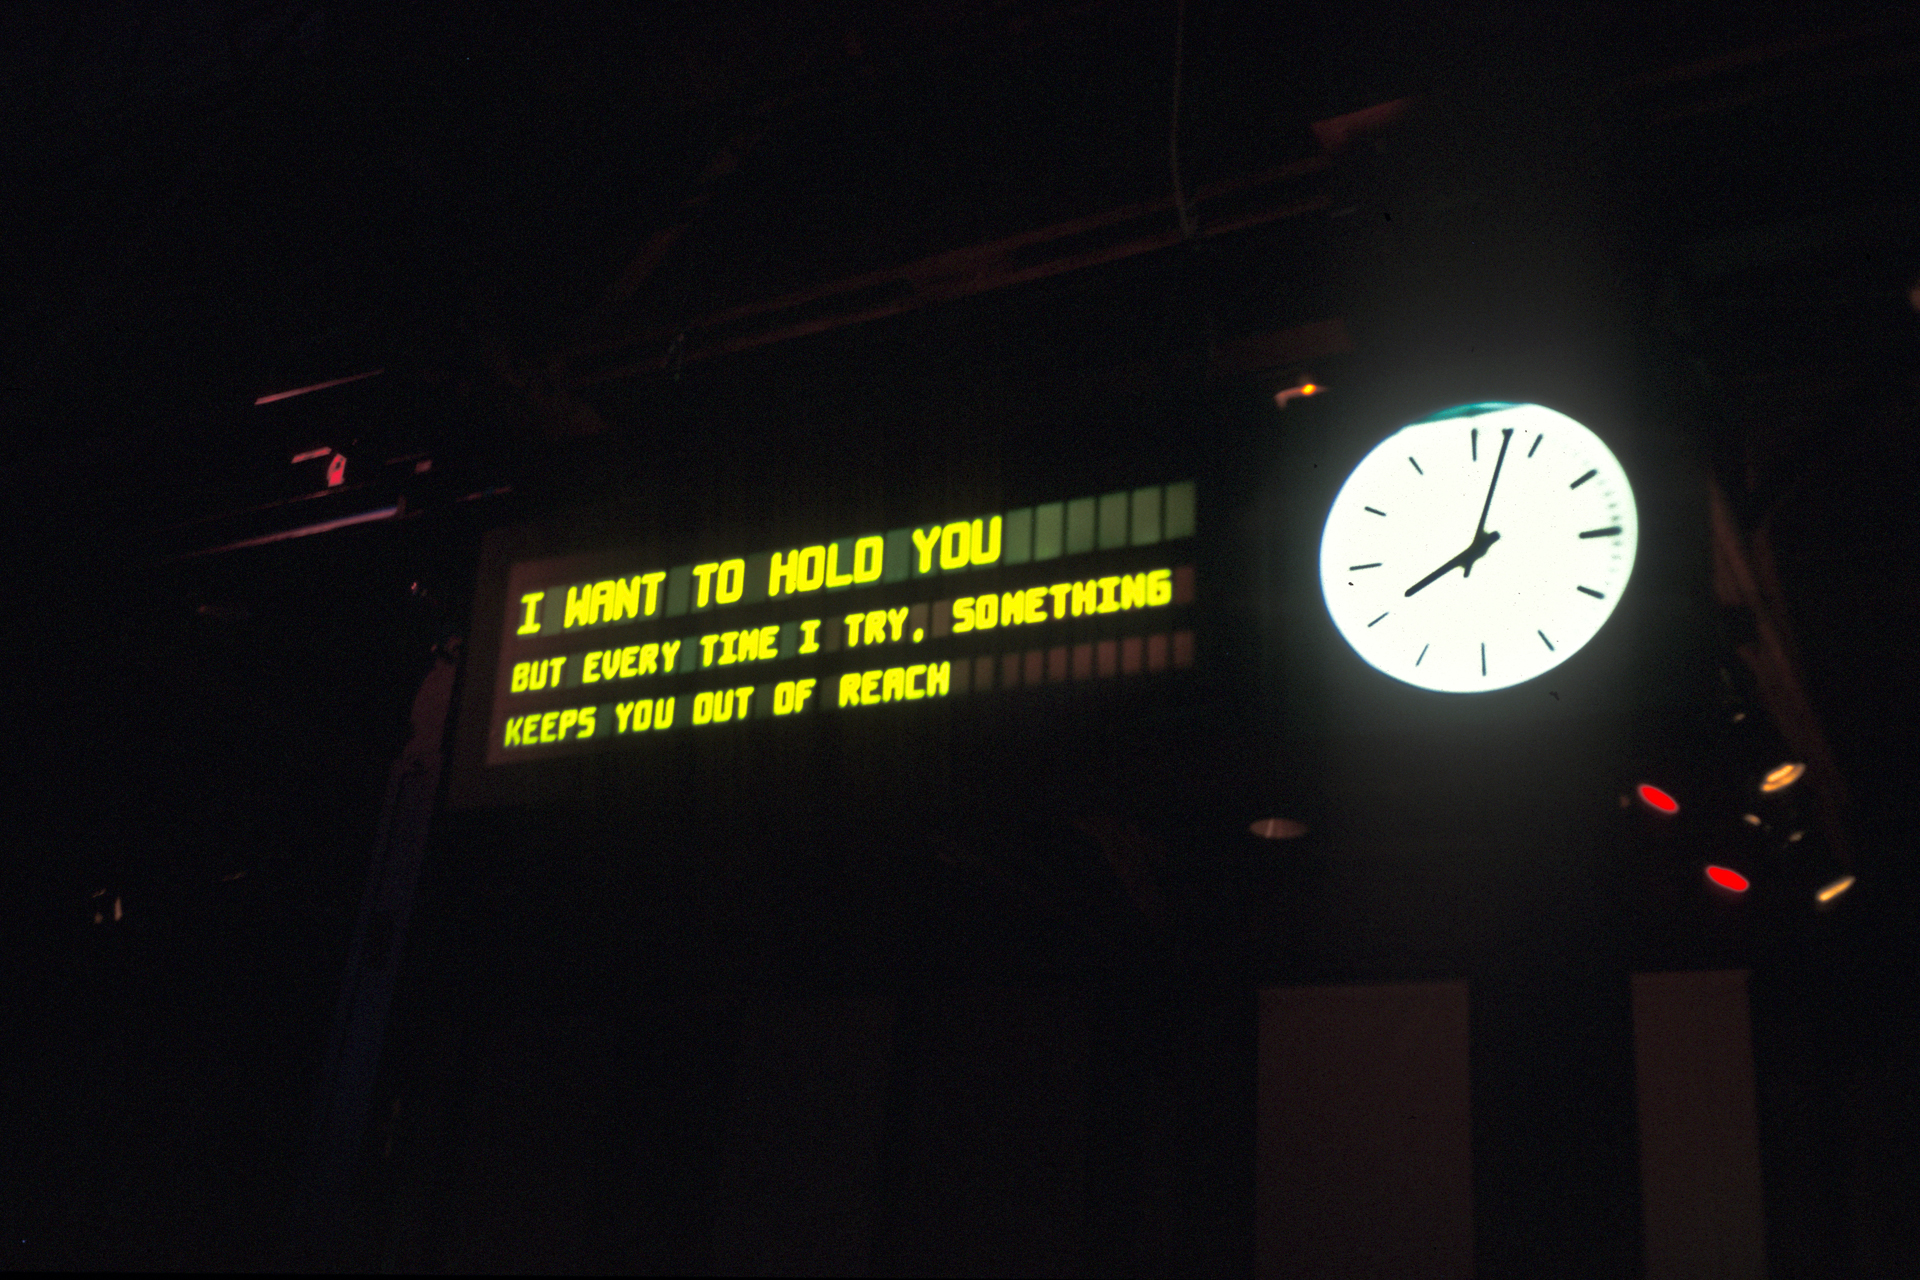 I WANT TO HOLD YOU
BUT EVERY TIME I TRY, SOMETHING
KEEPS YOU OUT OF REACH